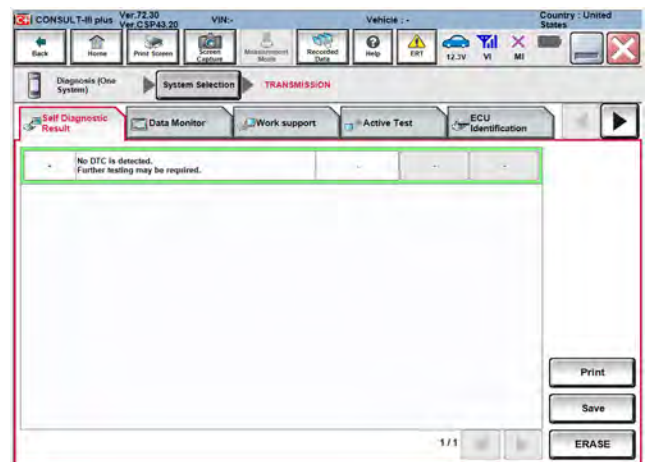 CONSULT-III plus
Ver.72.30
Ver.CSP43.20
VIN:-
Vehicle : -
Country : United
States
Back
Home
Print Screen
Screen
Capture
Measurement
Mode
Recorded
Data
Help
ERT
12.3V
VI
MI
Diagnosis (One
System)
System Selection
TRANSMISSION
Self Diagnostic
Result
Data Monitor
Work support
Active Test
ECU
Identification
-
No DTC is detected.
Further testing may be required.
-
-
-
1/1
Print
Save
ERASE